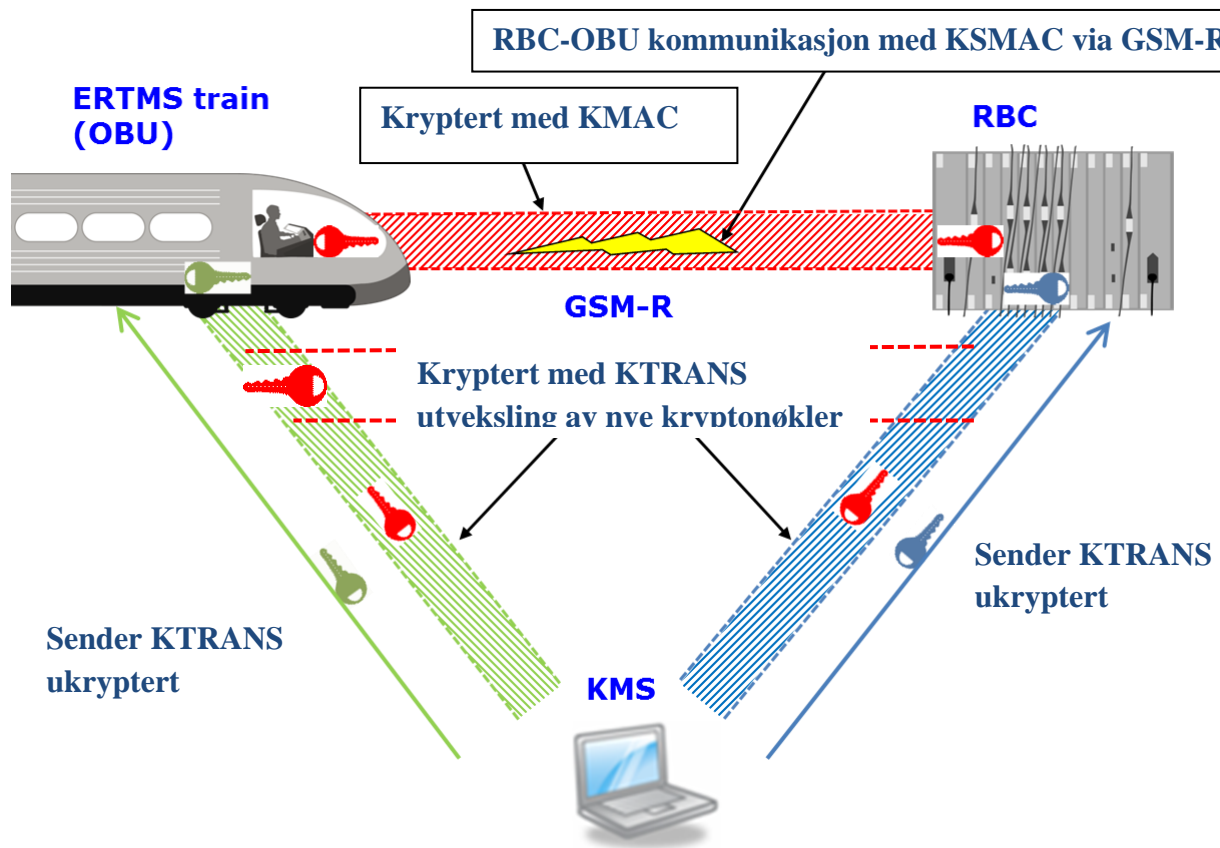 RBC-OBU kommunikasjon med KSMAC via GSM-R
ERTMS train
(OBU)
Kryptert med KMAC
RBC
GSM-R
Kryptert med KTRANS
utveksling av nye kryptonøkler
Sender KTRANS
ukryptert
Sender KTRANS
ukryptert
KMS